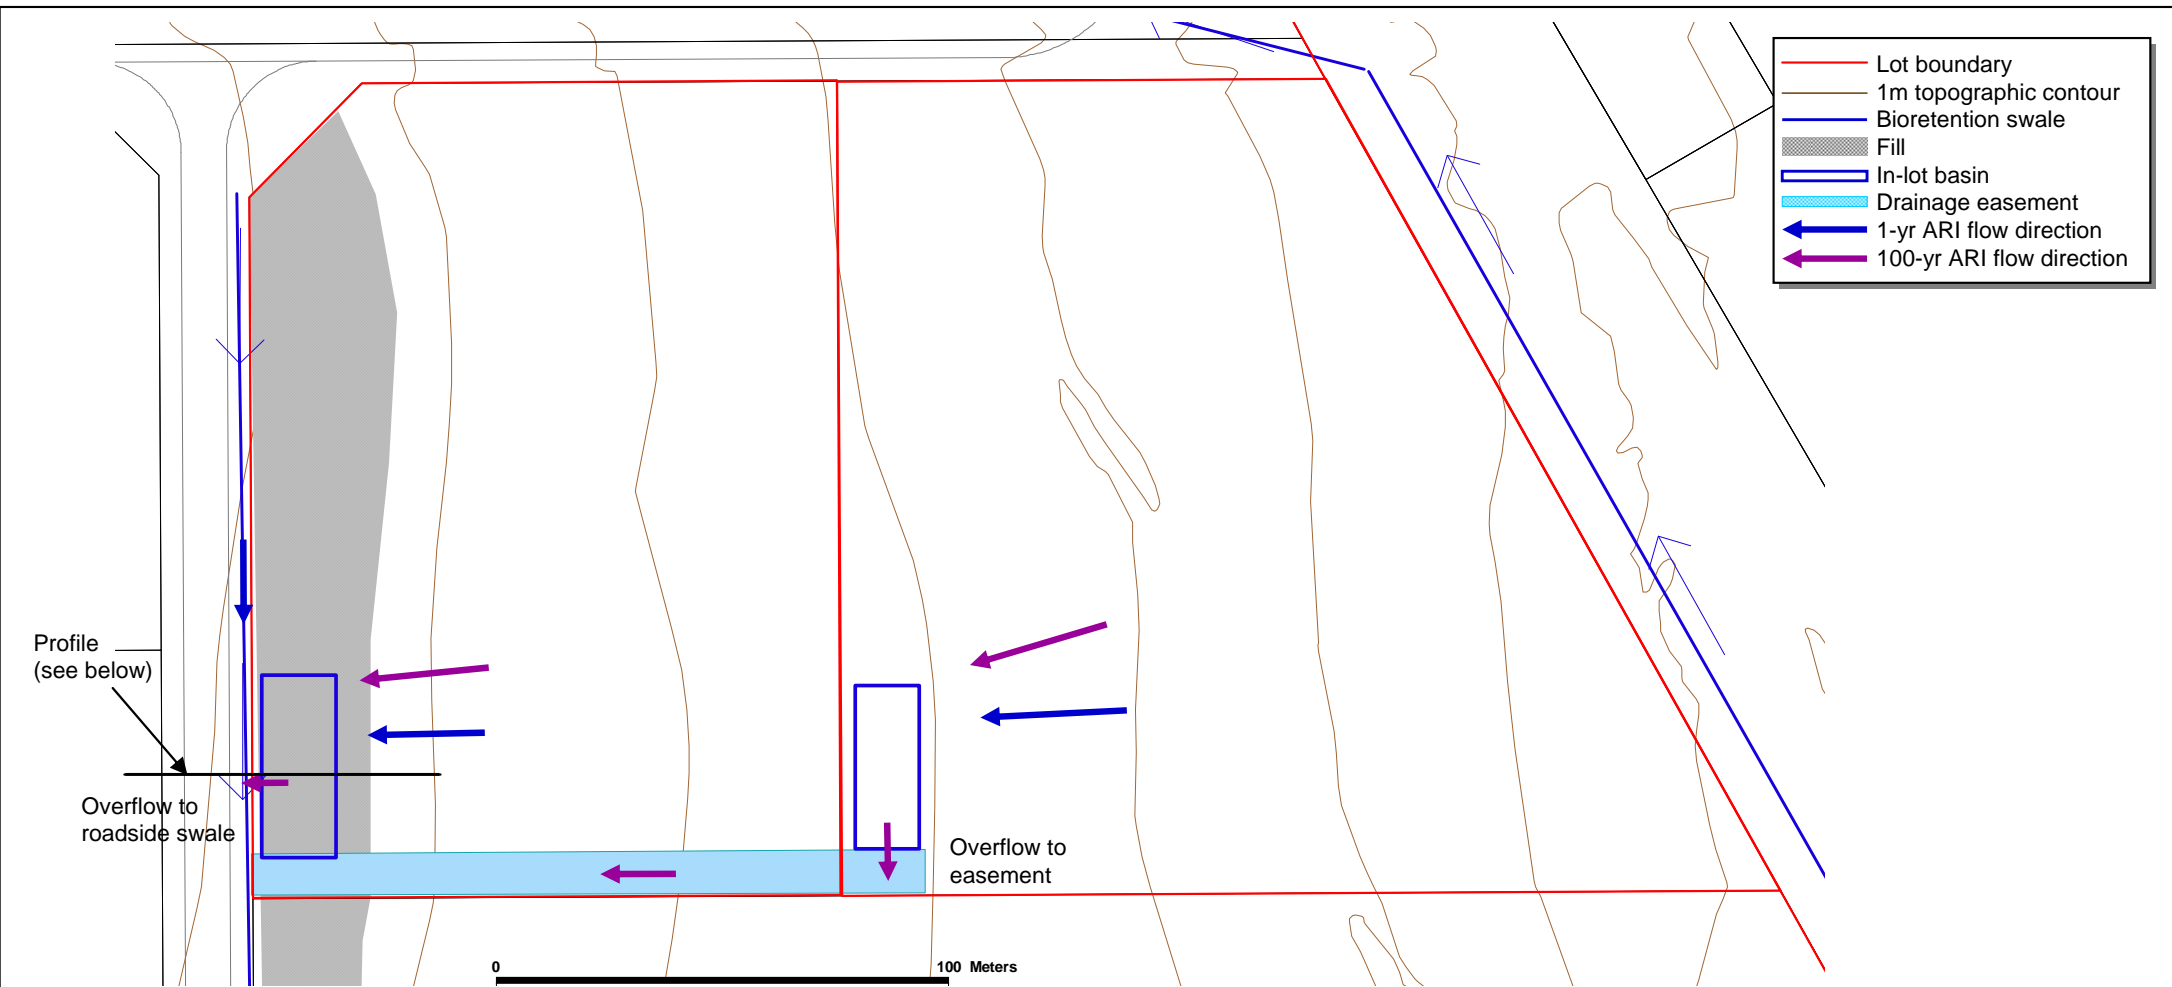 Lot boundary
1m topographic contour
Bioretention swale
Fill
In-lot basin
Drainage easement
1-yr ARI flow direction
100-yr ARI flow direction
Profile
(see below)
Overflow to
roadside swale
Overflow to
easement
0 100 Meters